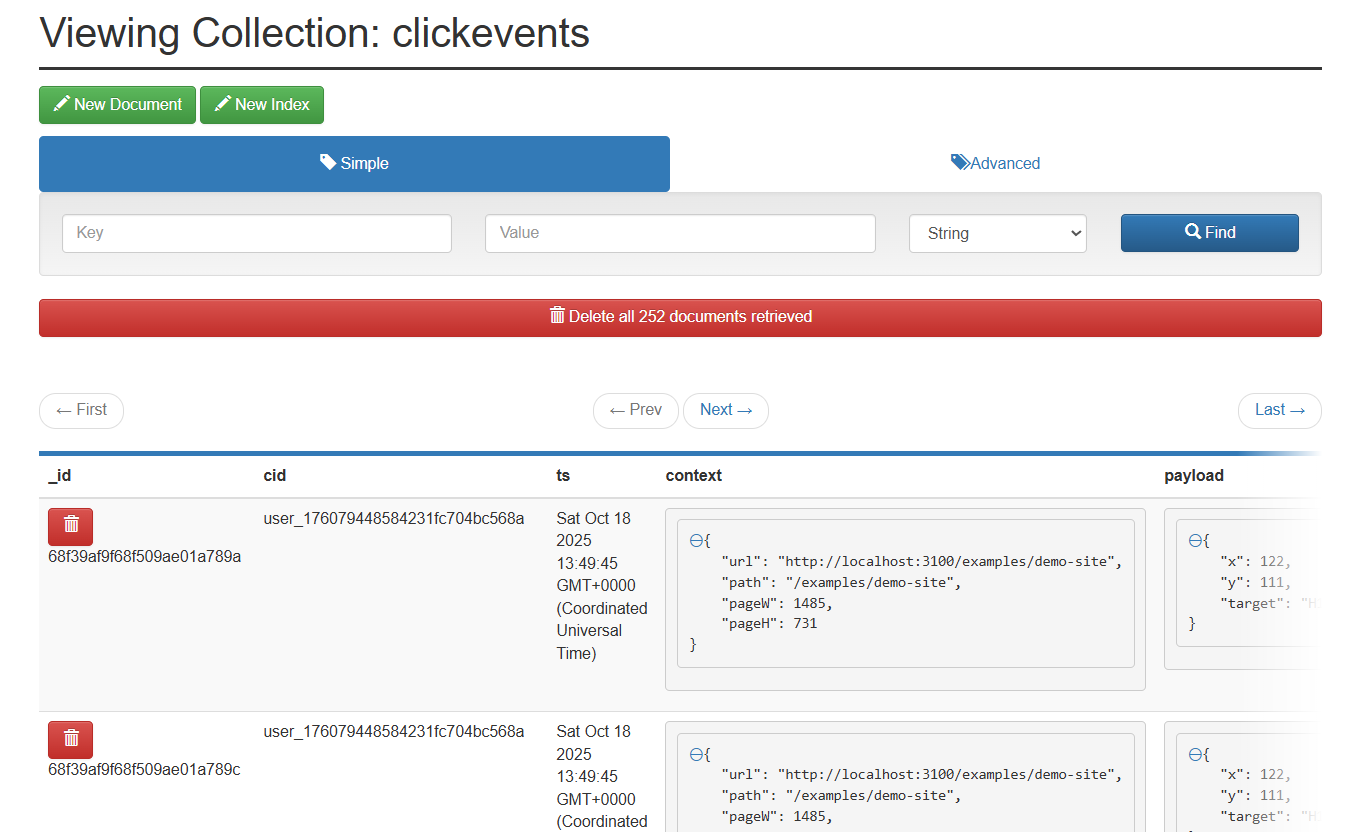 Viewing Collection: clickevents
New Document New Index
Simple Advanced
Key Value String Find
Delete all 252 documents retrieved
← First ← Prev Next → Last →
_id cid ts context payload
68f39af9f68f509ae01a789a
user_176079448584231fc704bc568a
Sat Oct 18
2025
13:49:45
GMT+0000
(Coordinated
Universal
Time)
{
"url": "http://localhost:3100/examples/demo-site",
"path": "/examples/demo-site",
"pageW": 1485,
"pageH": 731
}
{
"x": 122,
"y": 111,
"target": "H
}
68f39af9f68f509ae01a789c
user_176079448584231fc704bc568a
Sat Oct 18
2025
13:49:45
GMT+0000
(Coordinated
{
"url": "http://localhost:3100/examples/demo-site",
"path": "/examples/demo-site",
"pageW": 1485,
{
"x": 122,
"y": 111,
"target": "H